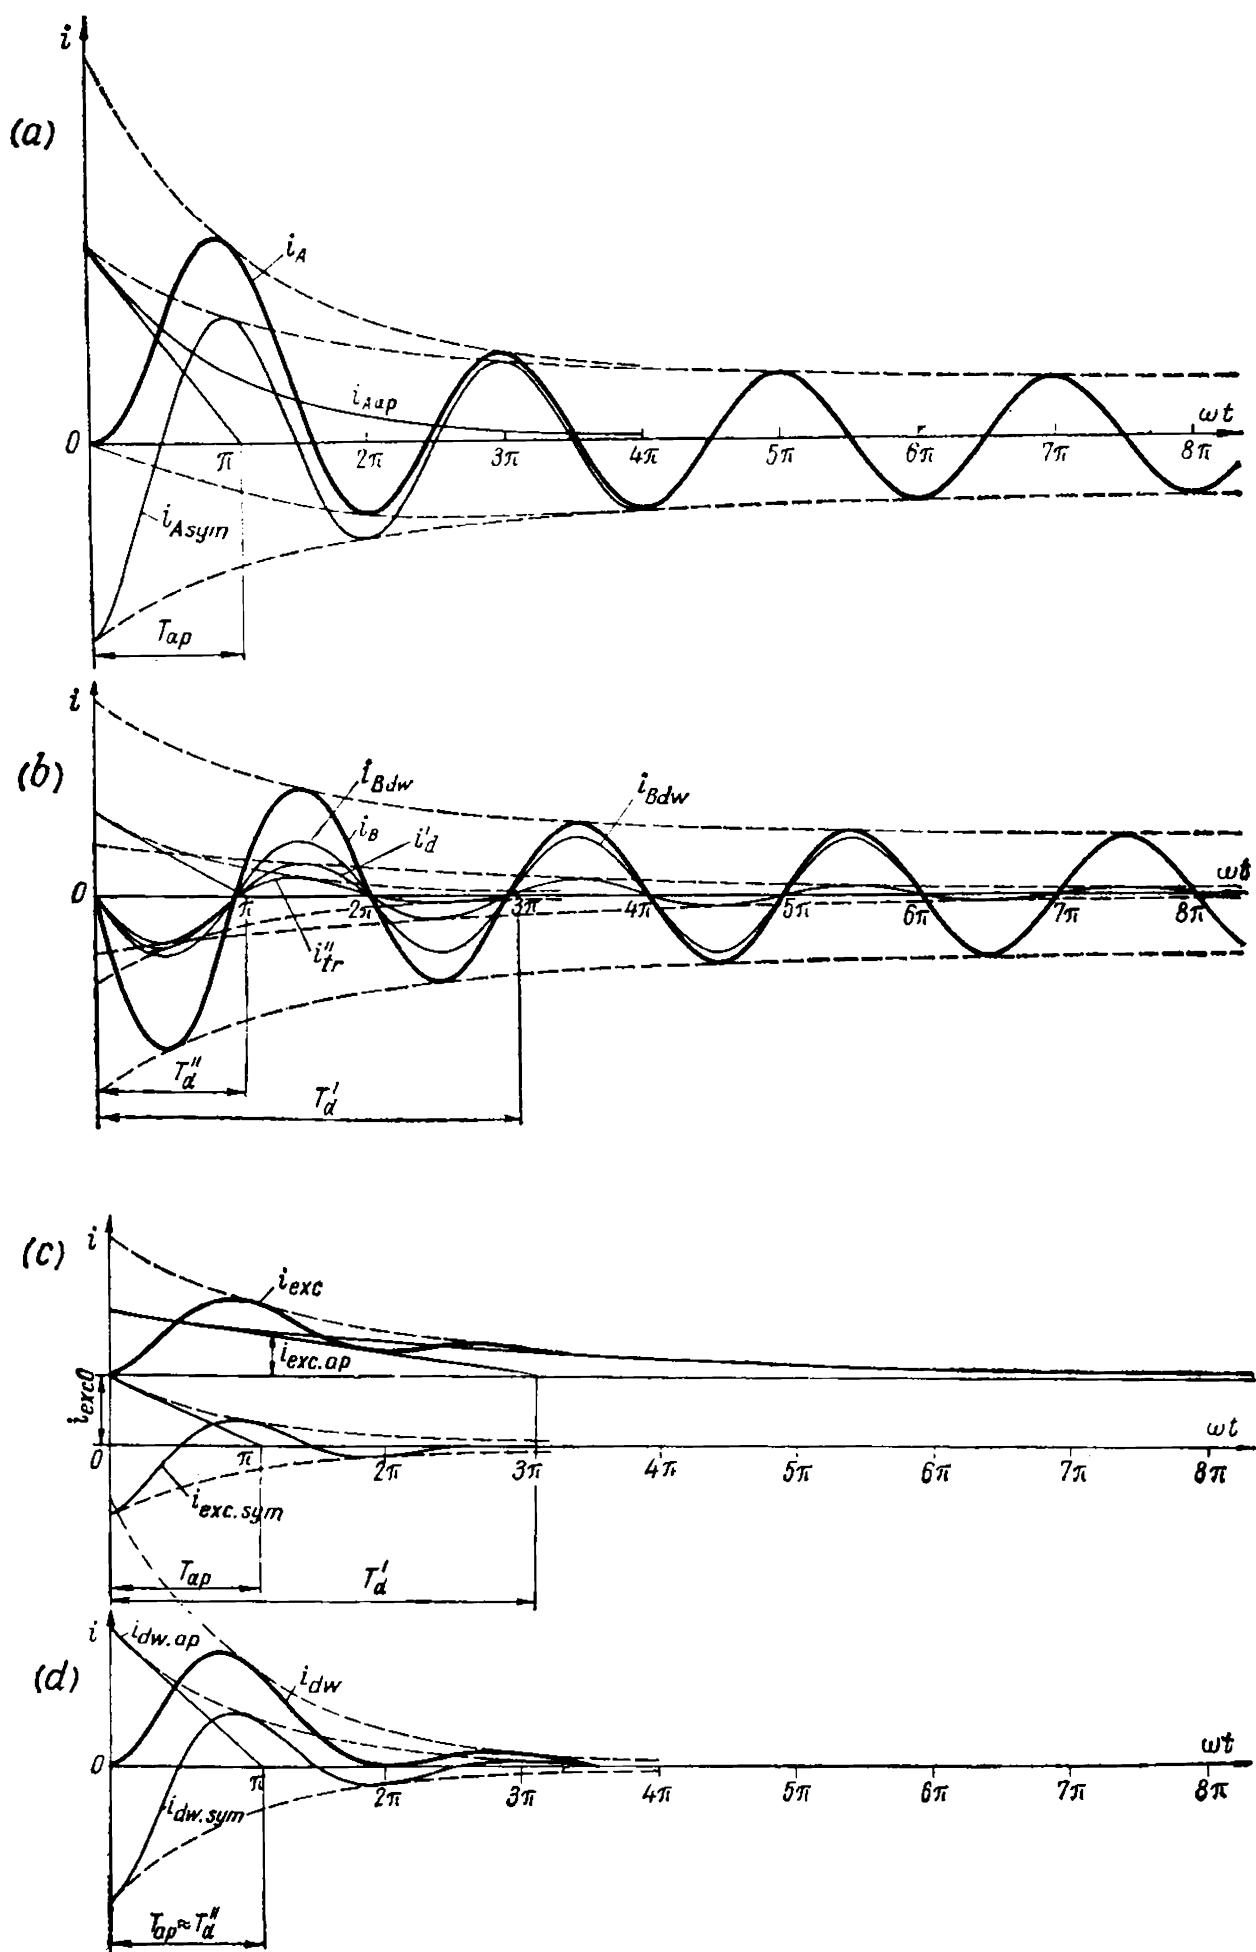 i
(a)
i_A
i_Aap
ωt
0
π 2π 3π 4π 5π 6π 7π 8π
i_Asym
T_ap
i
(b)
i_Bdw
i_Bdw
i_B
i'_d
ωt
0
π 2π 3π 4π 5π 6π 7π 8π
i''_tr
T''_d
T'_d
i
(c)
i_exc
i_exc.ap
i_exc0
ωt
0
π 2π 3π 4π 5π 6π 7π 8π
i_exc.sym
T_ap
T'_d
i
i_dw.ap
(d)
i_dw
ωt
0
π 2π 3π 4π 5π 6π 7π 8π
i_dw.sym
T_ap≈T''_d